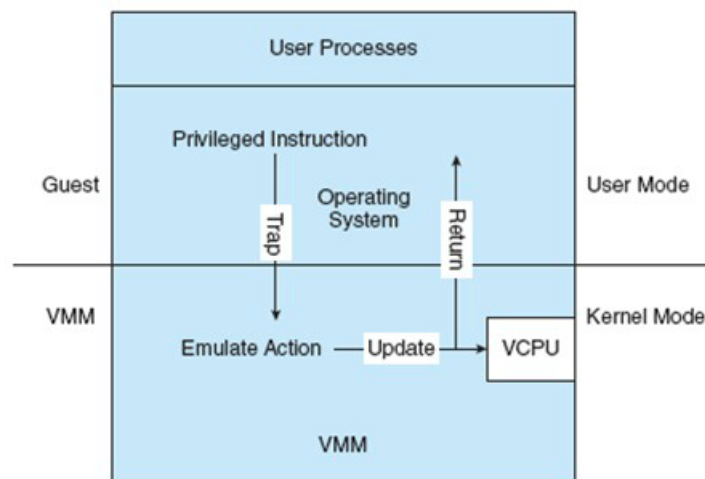 User Processes
Privileged Instruction
Guest
User Mode
Operating
System
Trap
Return
VMM
Kernel Mode
Emulate Action
Update
VCPU
VMM